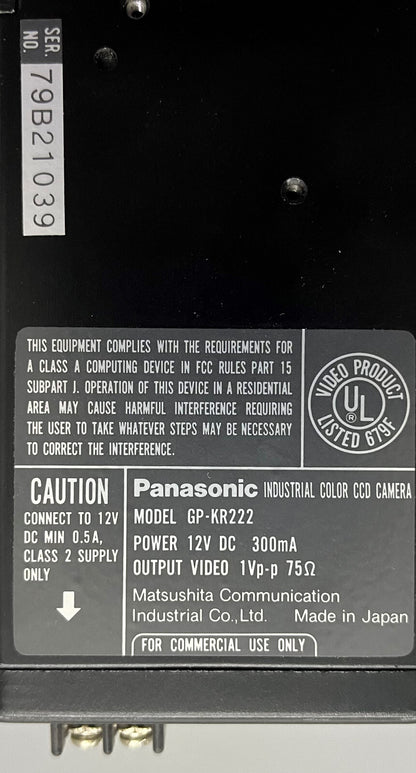 SER.
NO.
79B21039
THIS EQUIPMENT COMPLIES WITH THE REQUIREMENTS FOR
A CLASS A COMPUTING DEVICE IN FCC RULES PART 15
SUBPART J. OPERATION OF THIS DEVICE IN A RESIDENTIAL
AREA MAY CAUSE HARMFUL INTERFERENCE REQUIRING
THE USER TO TAKE WHATEVER STEPS MAY BE NECESSARY
TO CORRECT THE INTERFERENCE.
VIDEO PRODUCT
UL
®
LISTED 679F
CAUTION
CONNECT TO 12V
DC MIN 0.5A,
CLASS 2 SUPPLY
ONLY
Panasonic INDUSTRIAL COLOR CCD CAMERA
MODEL GP-KR222
POWER 12V DC 300mA
OUTPUT VIDEO 1Vp-p 75Ω
Matsushita Communication
Industrial Co.,Ltd. Made in Japan
FOR COMMERCIAL USE ONLY